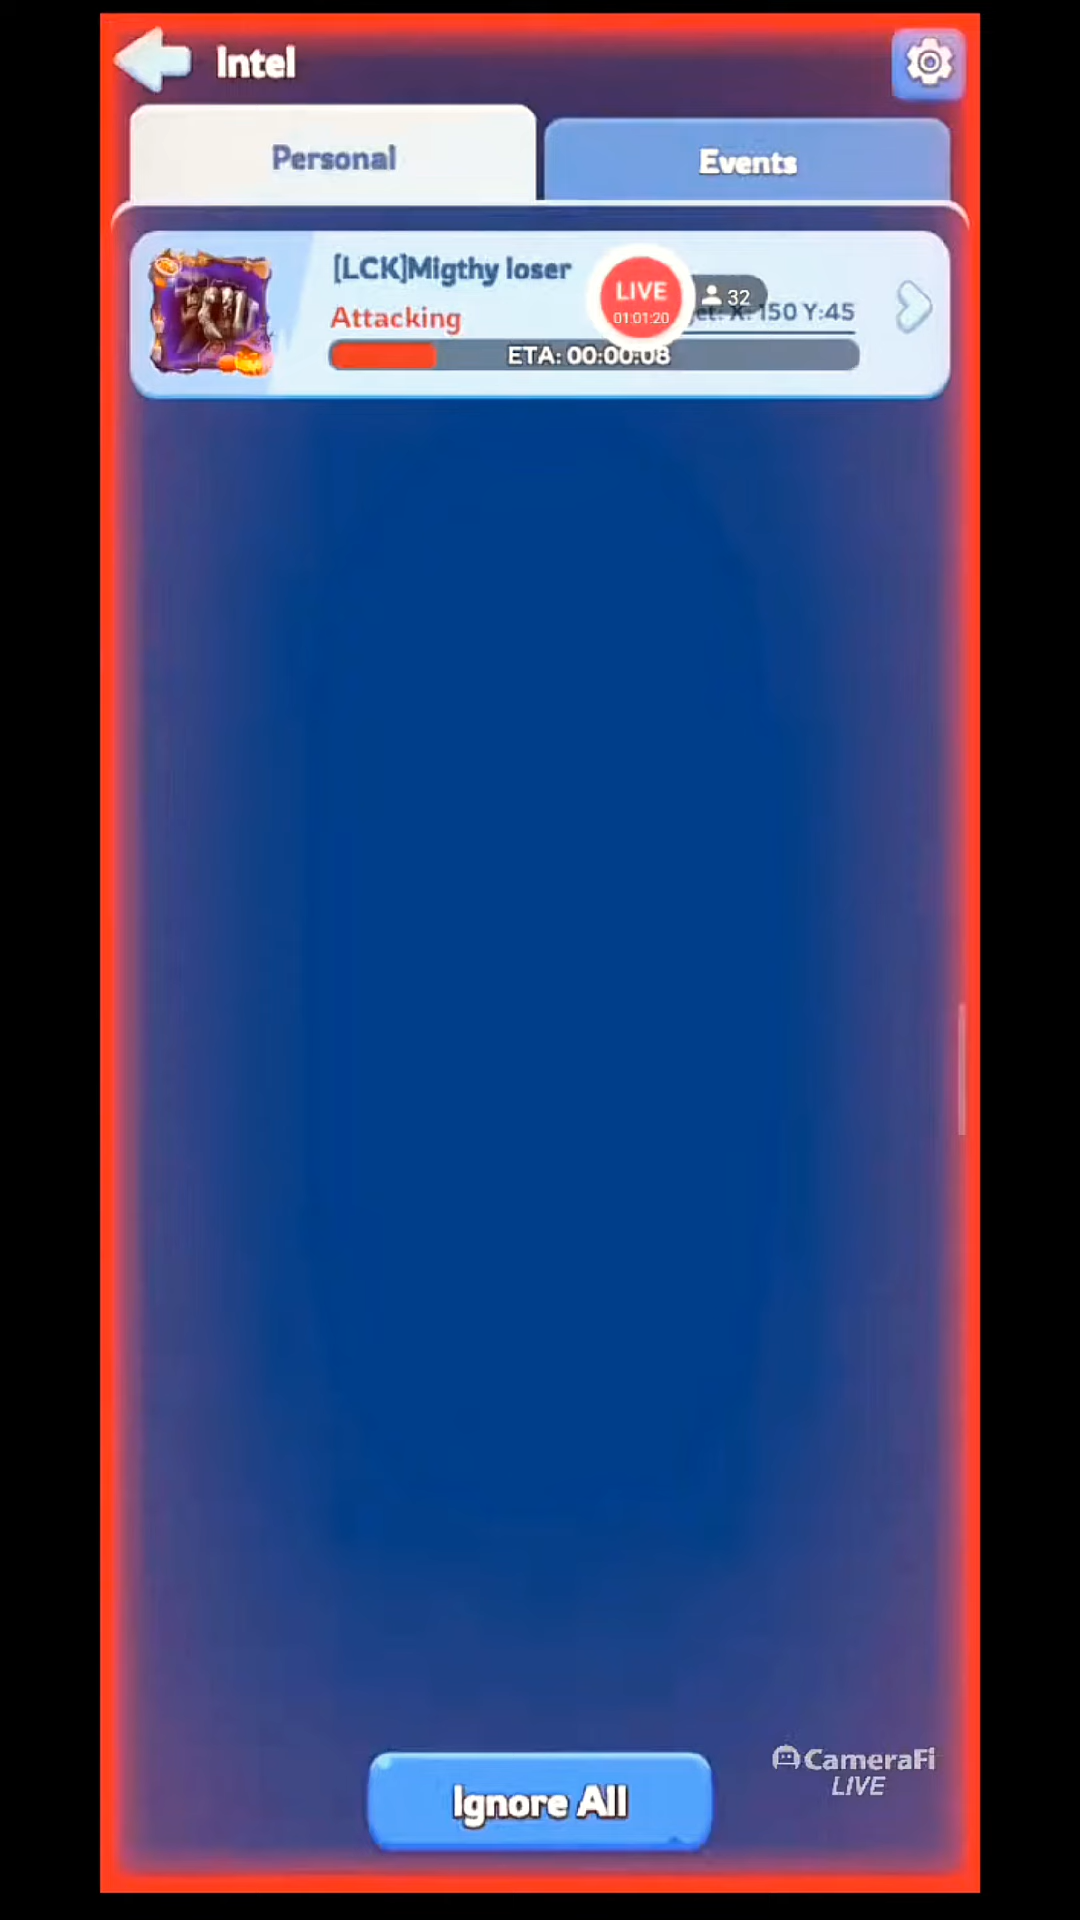 Intel
Personal
Events
[LCK]Migthy loser
LIVE
01:01:20
32
Attacking
X: 150 Y:45
ETA: 00:00:08
CameraFi
LIVE
Ignore All